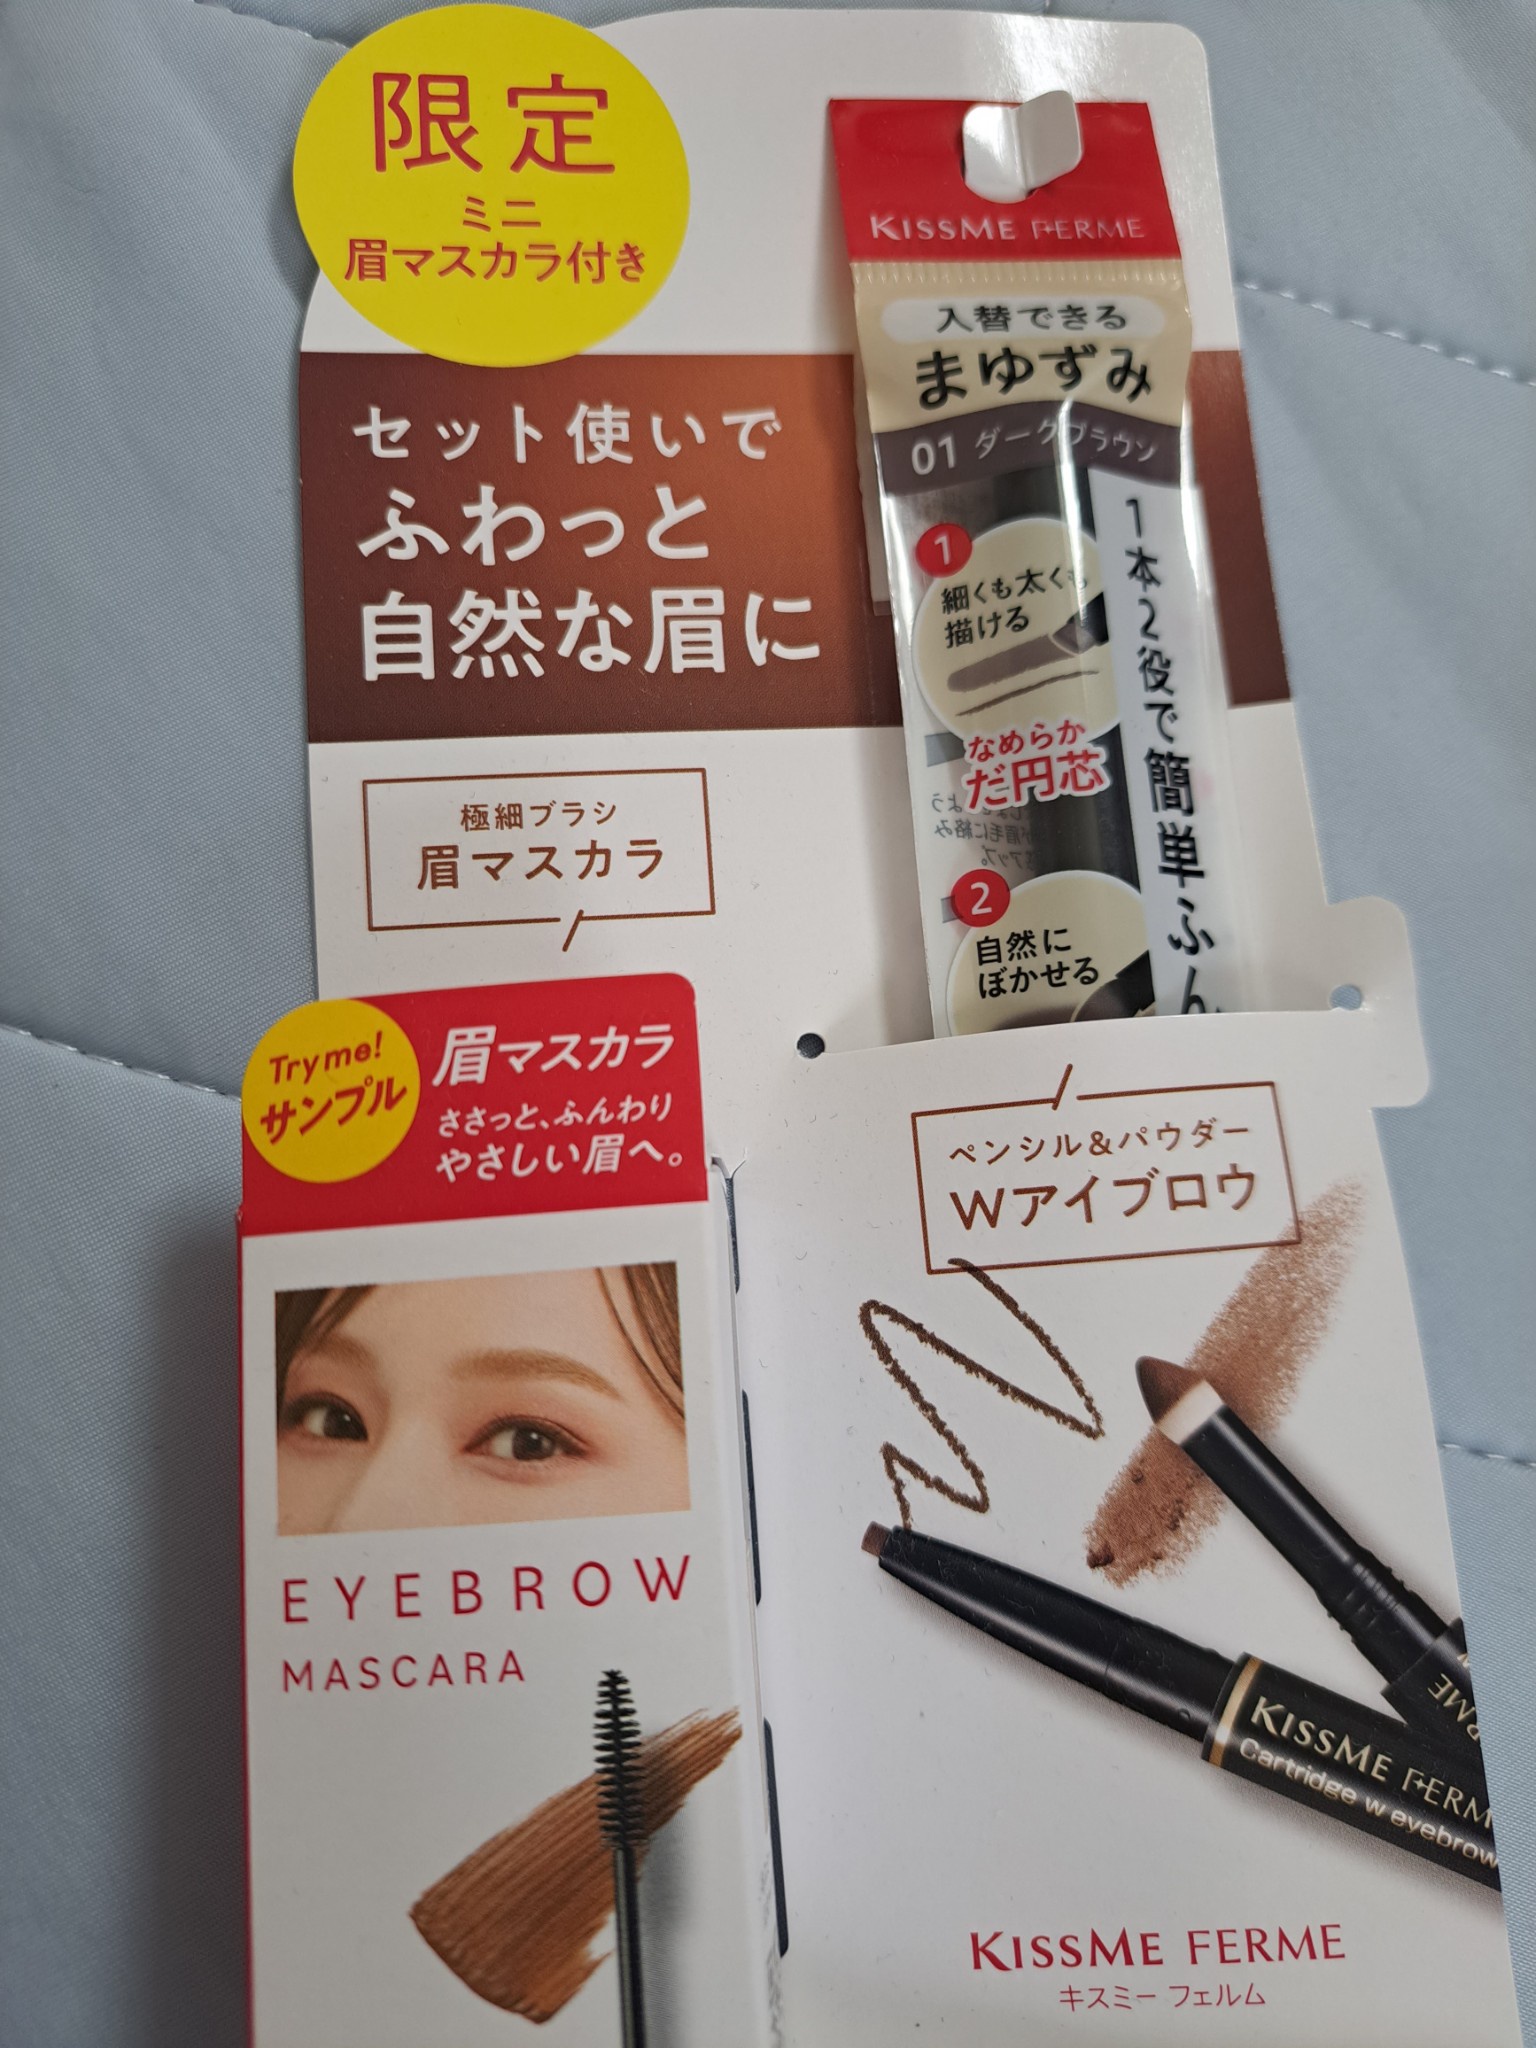 限定
ミニ
眉マスカラ付き
セット使いで
ふわっと
自然な眉に
KISSME FERME
入替できる
まゆずみ
01 ダークブラウン
1
細くも太くも
描ける
なめらか
だ円芯
2
自然に
ぼかせる
1本2役で簡単ふん
極細ブラシ
眉マスカラ
Try me!
サンプル
眉マスカラ
ささっと、ふんわり
やさしい眉へ。
EYEBROW
MASCARA
ペンシル&パウダー
Wアイブロウ
KISSME FERM
Cartridge w eyebrow
KISSME FERME
キスミー フェルム